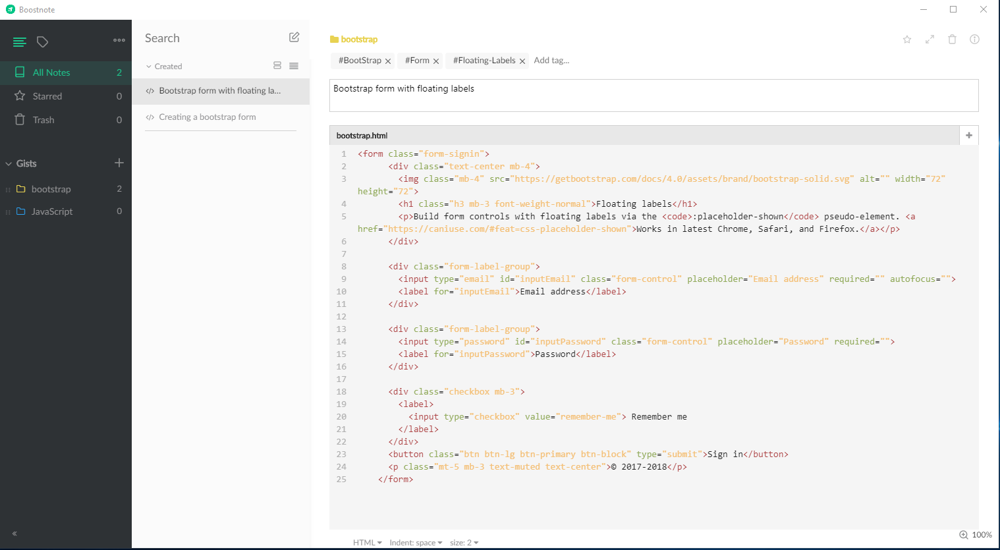 Boostnote
All Notes 2
Starred 0
Trash 0
Gists
bootstrap 2
JavaScript 0
Search
Created
</> Bootstrap form with floating la...
</> Creating a bootstrap form
bootstrap
#BootStrap #Form #Floating-Labels Add tag...
Bootstrap form with floating labels
bootstrap.html
1 <form class="form-signin">
2 <div class="text-center mb-4">
3 <img class="mb-4" src="https://getbootstrap.com/docs/4.0/assets/brand/bootstrap-solid.svg" alt="" width="72"
height="72">
4 <h1 class="h3 mb-3 font-weight-normal">Floating labels</h1>
5 <p>Build form controls with floating labels via the <code>:placeholder-shown</code> pseudo-element. <a
href="https://caniuse.com/#feat=css-placeholder-shown">Works in latest Chrome, Safari, and Firefox.</a></p>
6 </div>
7
8 <div class="form-label-group">
9 <input type="email" id="inputEmail" class="form-control" placeholder="Email address" required="" autofocus="">
10 <label for="inputEmail">Email address</label>
11 </div>
12
13 <div class="form-label-group">
14 <input type="password" id="inputPassword" class="form-control" placeholder="Password" required="">
15 <label for="inputPassword">Password</label>
16 </div>
17
18 <div class="checkbox mb-3">
19 <label>
20 <input type="checkbox" value="remember-me"> Remember me
21 </label>
22 </div>
23 <button class="btn btn-lg btn-primary btn-block" type="submit">Sign in</button>
24 <p class="mt-5 mb-3 text-muted text-center">© 2017-2018</p>
25 </form>
HTML Indent: space size: 2
100%